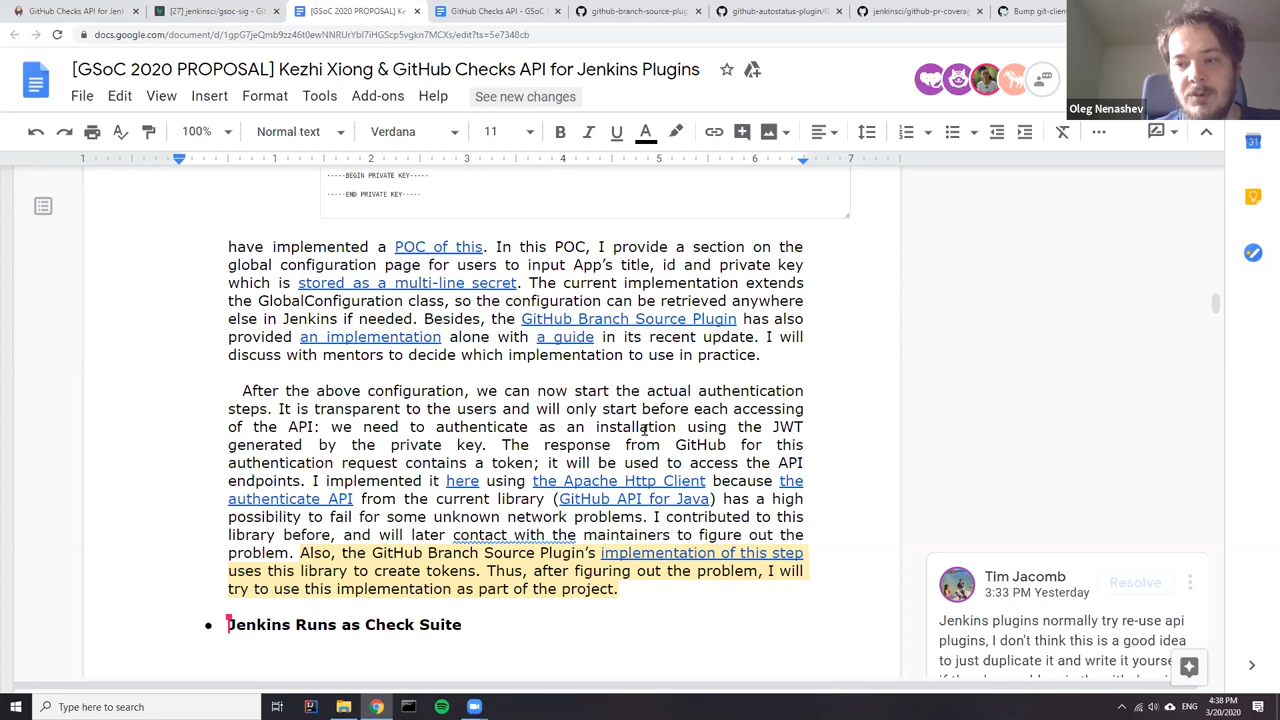 GitHub Checks API for Jenkins Pl
[27] jenkinsci/gsoc-sig - Gi
[GSoC 2020 PROPOSAL] Ke
GitHub Checks API - GSoC
github-branch-source-plug
github-autostatus-plugin/
jenkinsci/github-pr-covera
Bump git-clien
docs.google.com/document/d/1gpG7jeQmb9zz46t0ewNNRUrYbI7iHGScp5vgkn7MCXs/edit?ts=5e7348cb
[GSoC 2020 PROPOSAL] Kezhi Xiong & GitHub Checks API for Jenkins Plugins
File Edit View Insert Format Tools Add-ons Help See new changes
Oleg Nenashev
100% Normal text Verdana 11
1 1 2 3 4 5 6 7
31
-----BEGIN PRIVATE KEY-----
-----END PRIVATE KEY-----
have implemented a POC of this. In this POC, I provide a section on the
global configuration page for users to input App's title, id and private key
which is stored as a multi-line secret. The current implementation extends
the GlobalConfiguration class, so the configuration can be retrieved anywhere
else in Jenkins if needed. Besides, the GitHub Branch Source Plugin has also
provided an implementation alone with a guide in its recent update. I will
discuss with mentors to decide which implementation to use in practice.
After the above configuration, we can now start the actual authentication
steps. It is transparent to the users and will only start before each accessing
of the API: we need to authenticate as an installation using the JWT
generated by the private key. The response from GitHub for this
authentication request contains a token; it will be used to access the API
endpoints. I implemented it here using the Apache Http Client because the
authenticate API from the current library (GitHub API for Java) has a high
possibility to fail for some unknown network problems. I contributed to this
library before, and will later contact with the maintainers to figure out the
problem. Also, the GitHub Branch Source Plugin's implementation of this step
uses this library to create tokens. Thus, after figuring out the problem, I will
try to use this implementation as part of the project.
• Jenkins Runs as Check Suite
Tim Jacomb
Resolve
3:33 PM Yesterday
Jenkins plugins normally try re-use api
plugins, I don't think this is a good idea
to just duplicate it and write it yourse
Type here to search
ENG
4:38 PM
3/20/2020